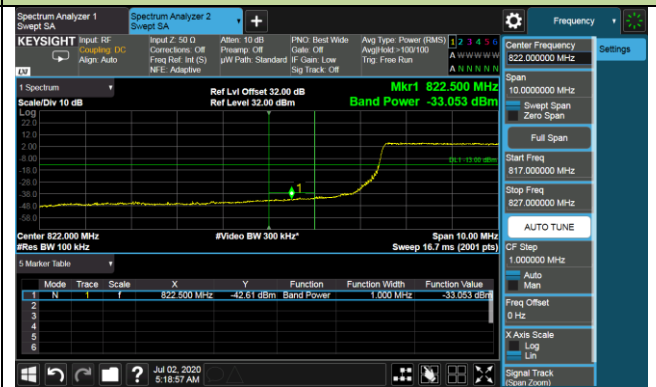 Spectrum Analyzer 1
Swept SA
Spectrum Analyzer 2
Swept SA
Frequency
KEYSIGHT
Input: RF
Coupling: DC
Align: Auto
Input Z: 50 Ω
Corrections: Off
Freq Ref: Int (S)
NFE: Adaptive
Atten: 10 dB
Preamp: Off
µW Path: Standard
PNO: Best Wide
Gate: Off
IF Gain: Low
Sig Track: Off
Avg Type: Power (RMS)
Avg|Hold:>100/100
Trig: Free Run
1 2 3 4 5 6
A W W W W W
A N N N N N
LXI
1 Spectrum
Scale/Div 10 dB
Ref Lvl Offset 32.00 dB
Ref Level 32.00 dBm
Mkr1 822.500 MHz
Band Power -33.053 dBm
Log
22.0
12.0
2.00
-8.00
-18.0
-28.0
-38.0
-48.0
-58.0
DL1 -13.00 dBm
1
Center 822.000 MHz
#Res BW 100 kHz
#Video BW 300 kHz*
Span 10.00 MHz
Sweep 16.7 ms (2001 pts)
5 Marker Table
Mode Trace Scale X Y Function Function Width Function Value
1 N 1 f 822.500 MHz -42.61 dBm Band Power 1.000 MHz -33.053 dBm
2
3
4
5
6
Jul 02, 2020
5:18:57 AM
Center Frequency
822.000000 MHz
Settings
Span
10.0000000 MHz
Swept Span
Zero Span
Full Span
Start Freq
817.000000 MHz
Stop Freq
827.000000 MHz
AUTO TUNE
CF Step
1.000000 MHz
Auto
Man
Freq Offset
0 Hz
X Axis Scale
Log
Lin
Signal Track
(Span Zoom)